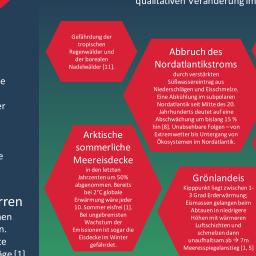 qualitativen Veränderung im
Gefährdung der
tropischen
Regenwälder und
der borealen
Nadelwälder [11].
Abbruch des
Nordatlantikstroms
durch verstärkten
Süßwassereintrag aus
Niederschlägen und Eisschmelze.
Eine Abkühlung im subpolaren
Nordatlantik seit Mitte des 20.
Jahrhunderts deutet auf eine
Abschwächung um bislang 15 %
hin [8]. Unabsehbare Folgen – von
Extremwetter bis Untergang von
Ökosystemen im Nordatlantik.
Arktische
sommerliche
Meereisdecke
in den letzten
Jahrzenten um 50%
abgenommen. Bereits
bei 2°C globale
Erwärmung wäre jeder
10. Sommer eisfrei [1].
Bei ungebremsten
Wachstum der
Emissionen ist sogar die
Eisdecke im Winter
gefährdet.
Grönlandeis
Kipppunkt liegt zwischen 1-
3 Grad Erderwärmung:
Eismassen gelangen beim
Abtauen in niedrigere
Höhen mit wärmeren
Luftschichten und
schmelzen dann
unaufhaltsam ab → 7m
Meeresspiegelanstieg [1, 5]
e
er
e
rren
en
n.
te
[1]